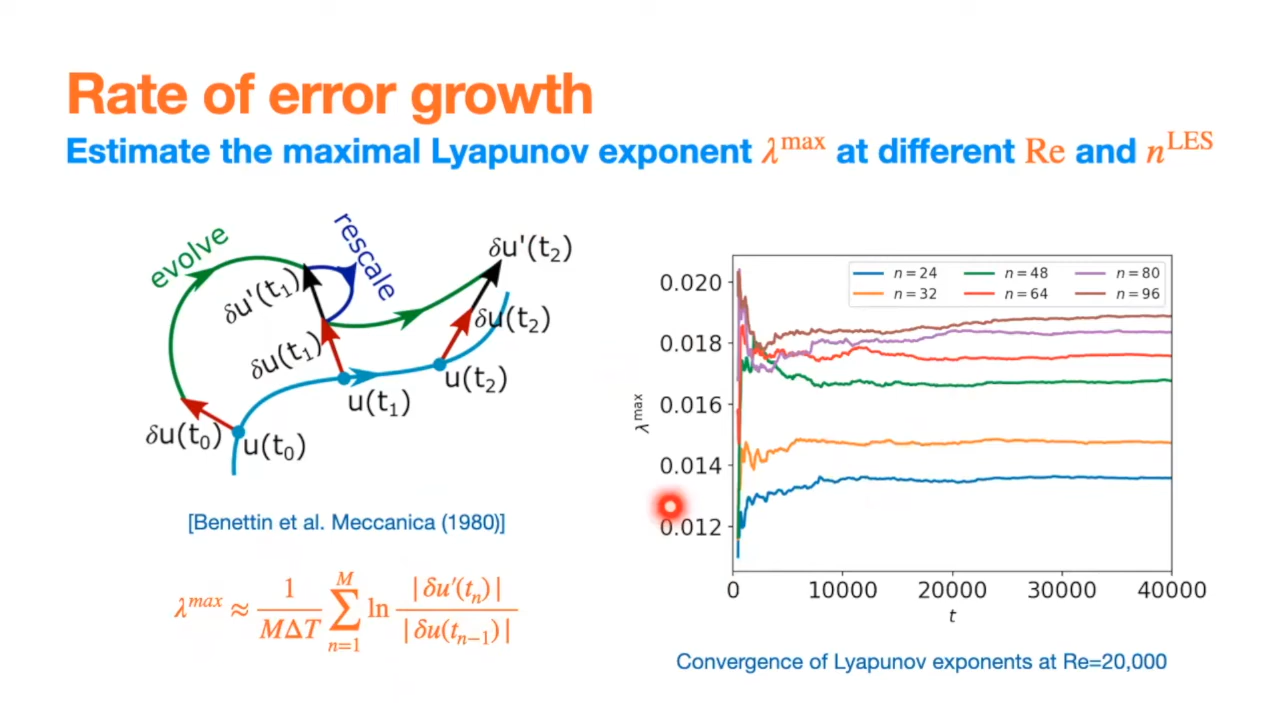 Rate of error growth
Estimate the maximal Lyapunov exponent λ^max at different Re and n^LES
evolve
rescale
δu'(t₁)
δu'(t₂)
δu(t₁)
δu(t₂)
u(t₁)
u(t₂)
δu(t₀)
u(t₀)
[Benettin et al. Meccanica (1980)]
λ^max ≈ 1/(MΔT) ∑_{n=1}^{M} ln |δu′(t_n)| / |δu(t_{n−1})|
n = 24 n = 48 n = 80
n = 32 n = 64 n = 96
0.020
0.018
0.016
0.014
0.012
λ^max
0 10000 20000 30000 40000
t
Convergence of Lyapunov exponents at Re=20,000